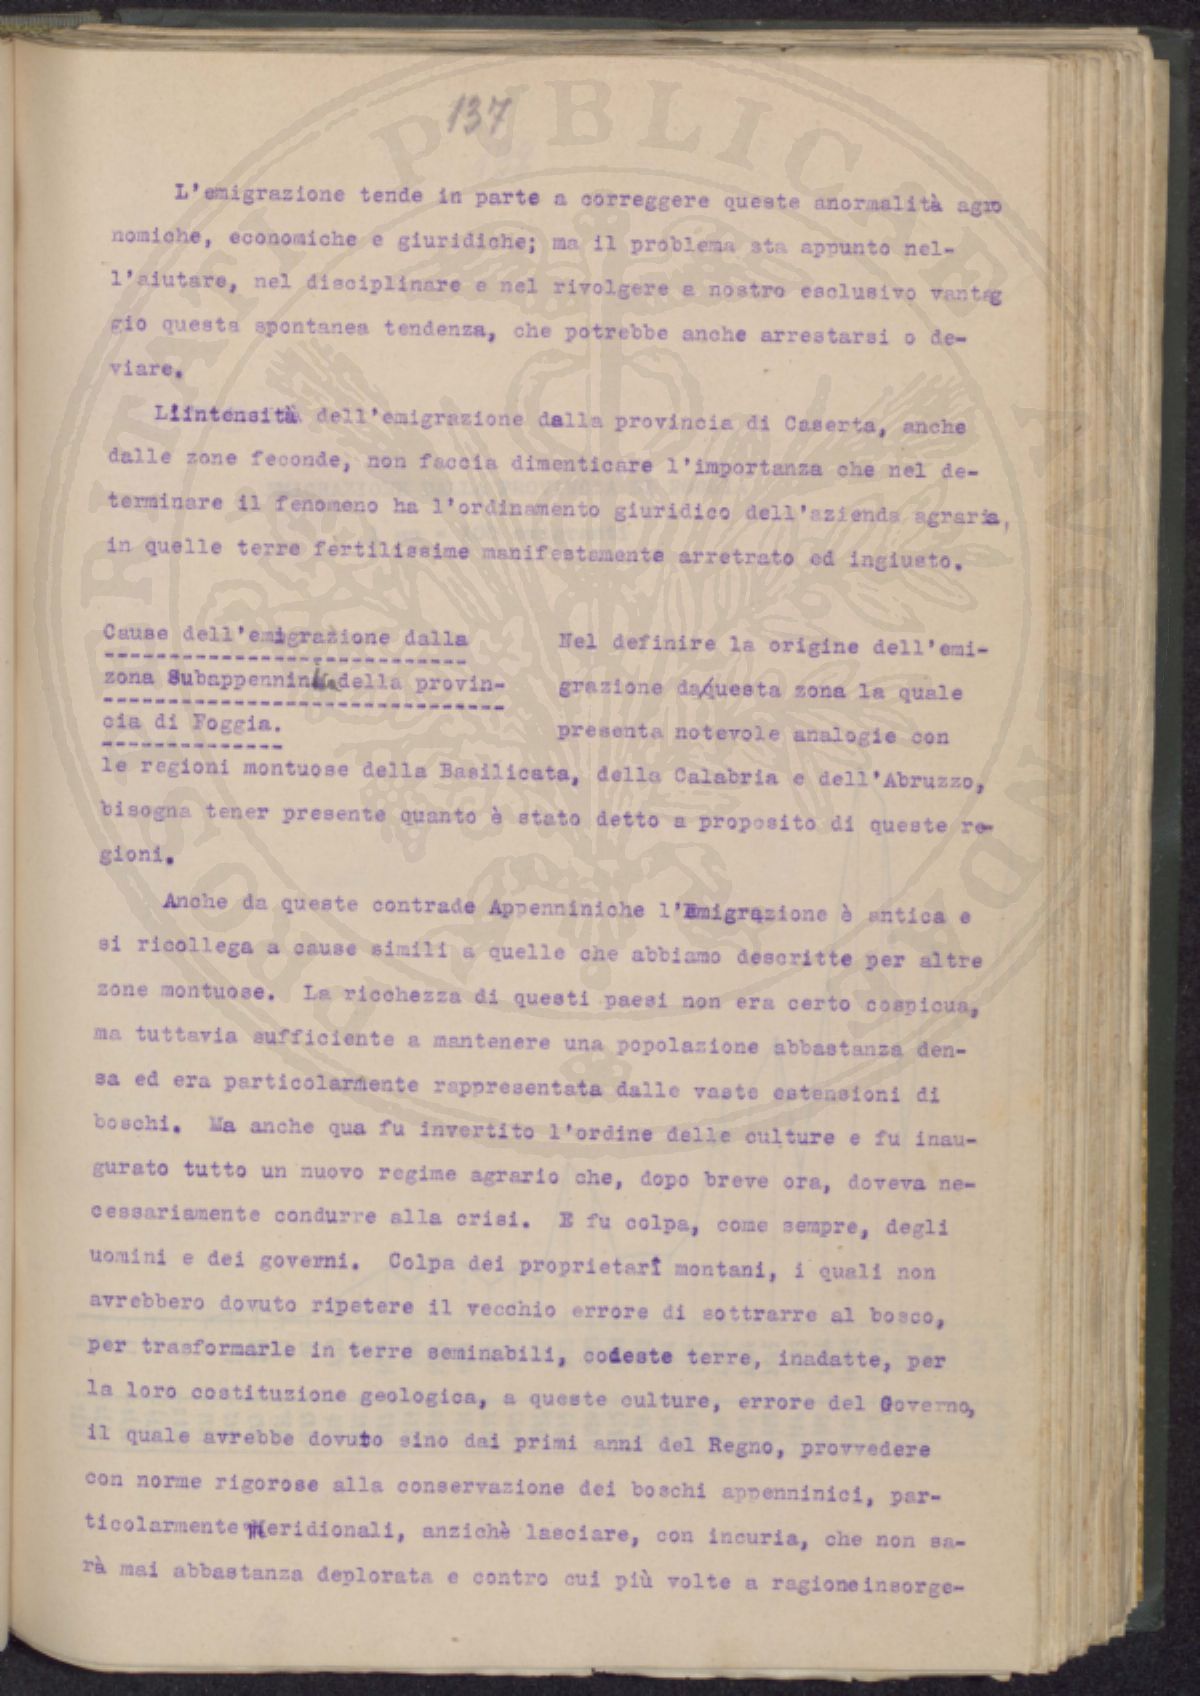 137
L'emigrazione tende in parte a correggere queste anormalità agro
nomiche, economiche e giuridiche; ma il problema sta appunto nel-
l'aiutare, nel disciplinare e nel rivolgere a nostro esclusivo vantag
gio questa spontanea tendenza, che potrebbe anche arrestarsi o de-
viare.
Liintensità dell'emigrazione dalla provincia di Caserta, anche
dalle zone feconde, non faccia dimenticare l'importanza che nel de-
terminare il fenomeno ha l'ordinamento giuridico dell'azienda agraria,
in quelle terre fertilissime manifestamente arretrato ed ingiusto.
Cause dell'emigrazione dalla
zona Subappennina della provin-
cia di Foggia.
Nel definire la origine dell'emi-
grazione da/questa zona la quale
presenta notevole analogie con
le regioni montuose della Basilicata, della Calabria e dell'Abruzzo,
bisogna tener presente quanto è stato detto a proposito di queste re-
gioni.
Anche da queste contrade Appenniniche l'Emigrazione è antica e
si ricollega a cause simili a quelle che abbiamo descritte per altre
zone montuose. La ricchezza di questi paesi non era certo cospicua,
ma tuttavia sufficiente a mantenere una popolazione abbastanza den-
sa ed era particolarmente rappresentata dalle vaste estensioni di
boschi. Ma anche qua fu invertito l'ordine delle culture e fu inau-
gurato tutto un nuovo regime agrario che, dopo breve ora, doveva ne-
cessariamente condurre alla crisi. E fu colpa, come sempre, degli
uomini e dei governi. Colpa dei proprietarî montani, i quali non
avrebbero dovuto ripetere il vecchio errore di sottrarre al bosco,
per trasformarle in terre seminabili, codeste terre, inadatte, per
la loro costituzione geologica, a queste culture, errore del Governo,
il quale avrebbe dovuto sino dai primi anni del Regno, provvedere
con norme rigorose alla conservazione dei boschi appenninici, par-
ticolarmente meridionali, anzichè lasciare, con incuria, che non sa-
rà mai abbastanza deplorata e contro cui più volte a ragione insorge-